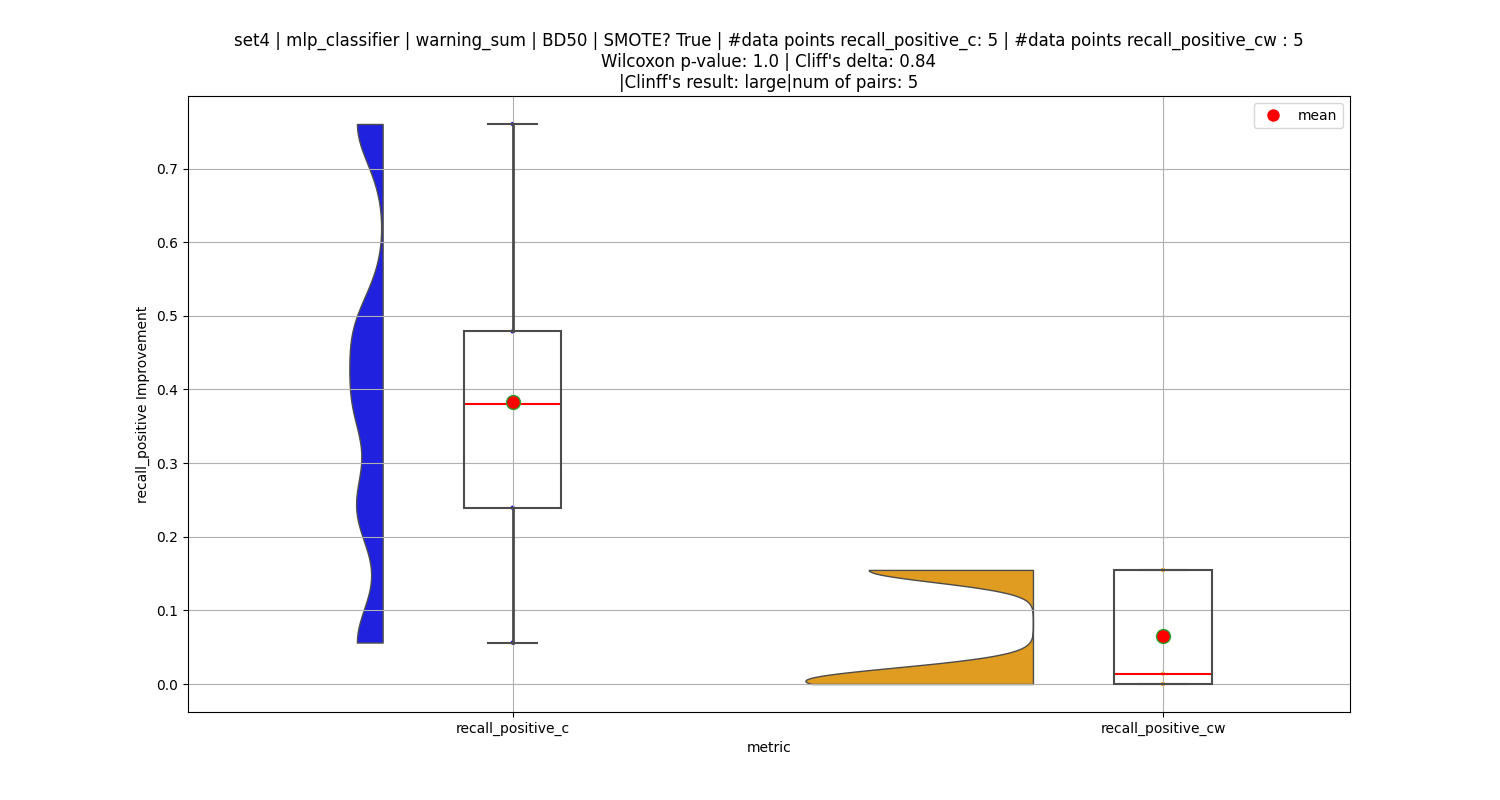 set4 | mlp_classifier | warning_sum | BD50 | SMOTE? True | #data points recall_positive_c: 5 | #data points recall_positive_cw : 5
Wilcoxon p-value: 1.0 | Cliff's delta: 0.84
|Clinff's result: large|num of pairs: 5
mean
0.7
0.6
0.5
0.4
0.3
0.2
0.1
0.0
recall_positive Improvement
recall_positive_c
recall_positive_cw
metric